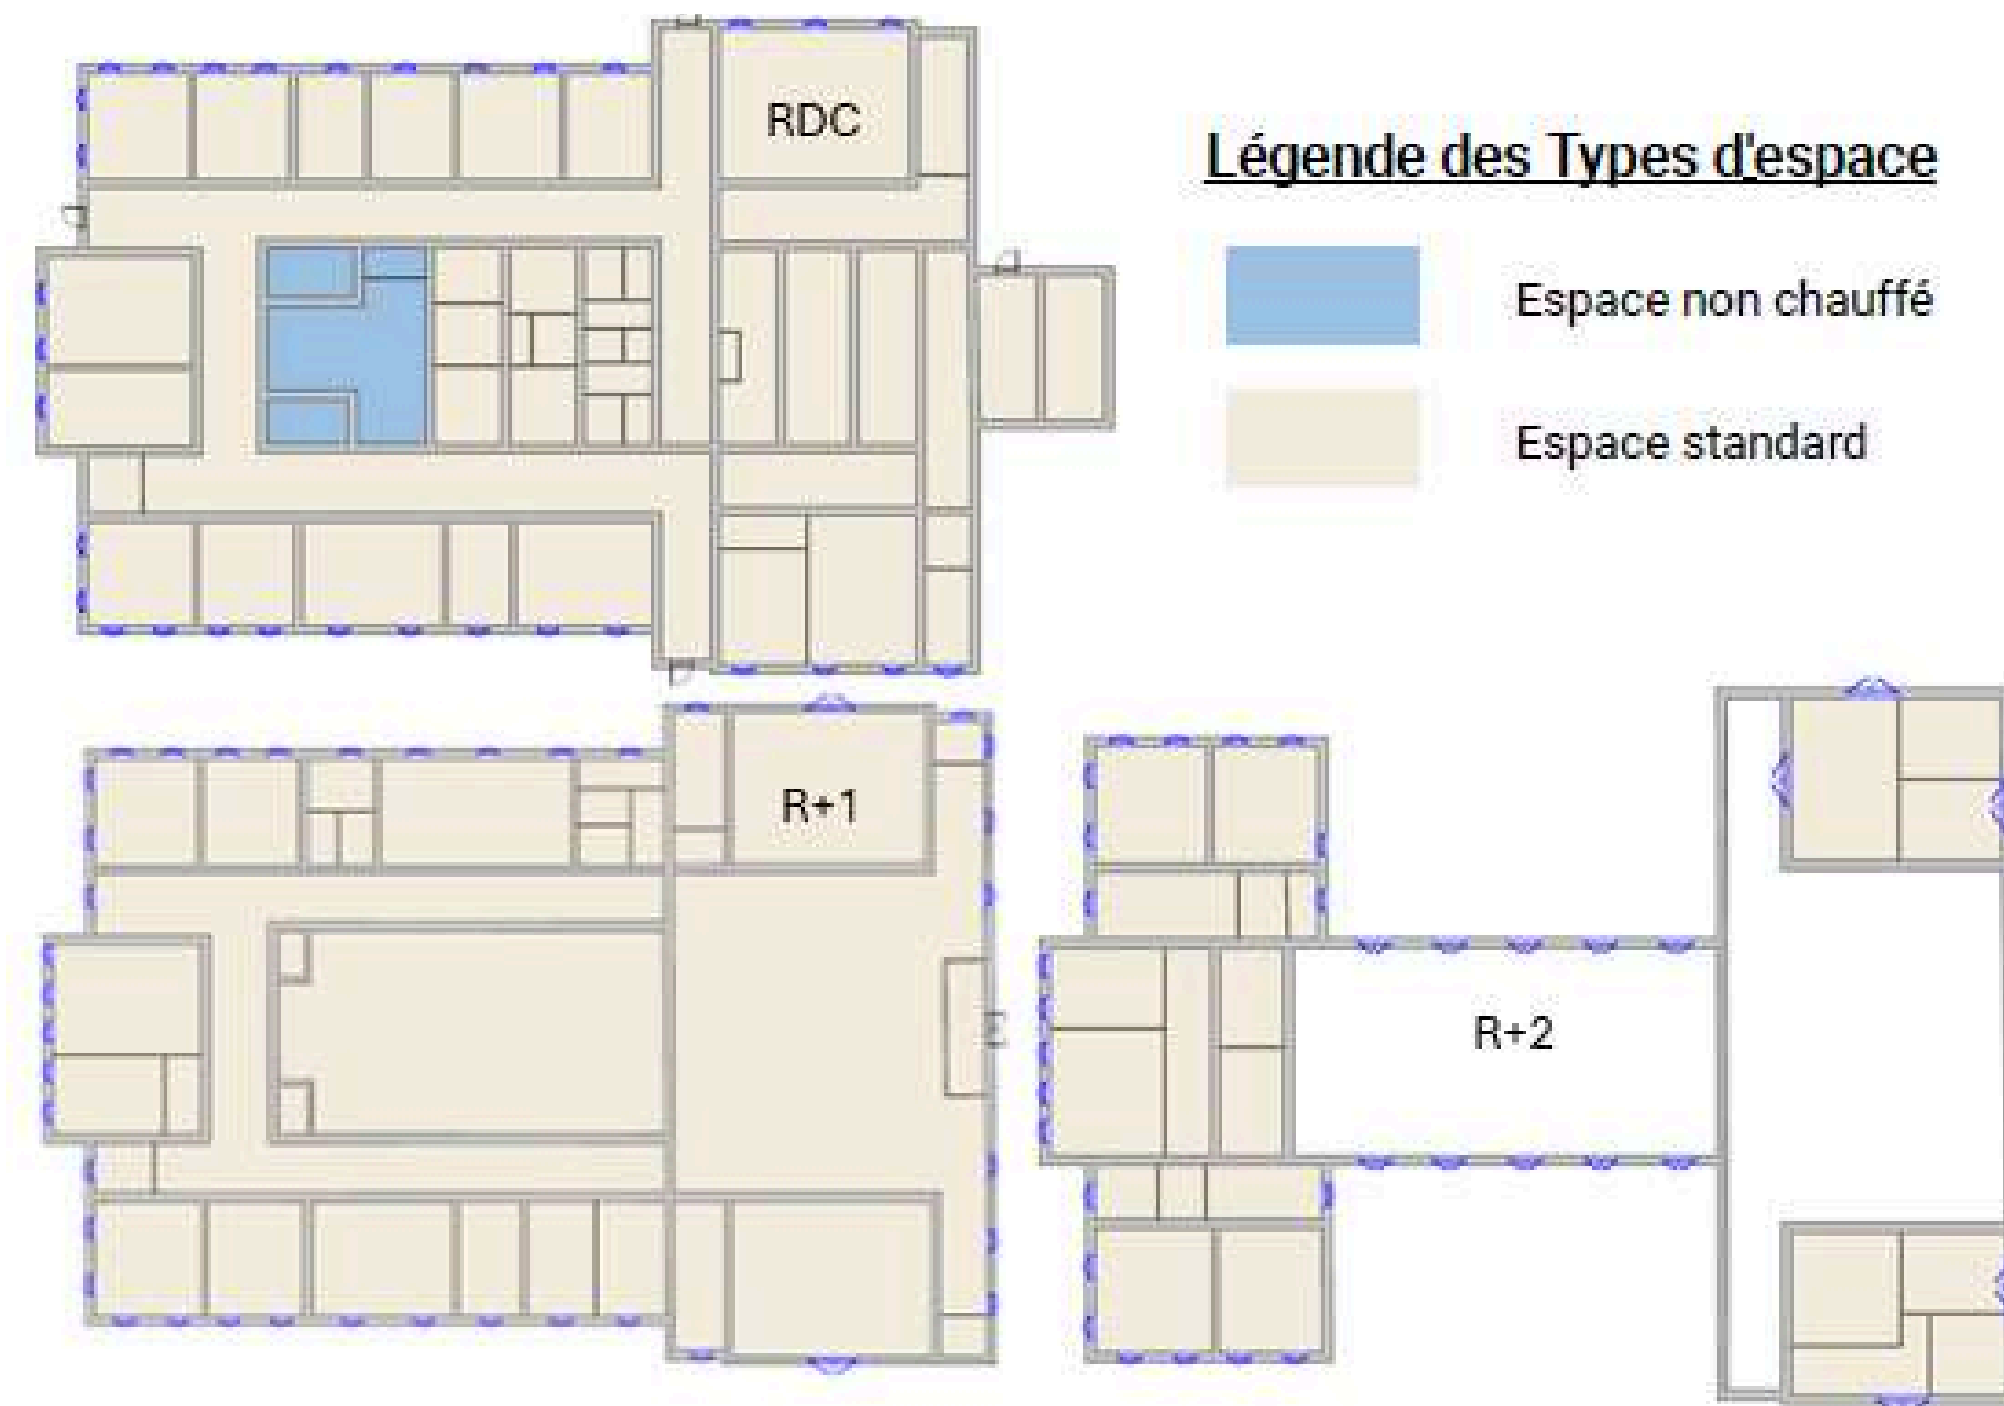 RDC
Légende des Types d'espace
Espace non chauffé
Espace standard
R+1
R+2